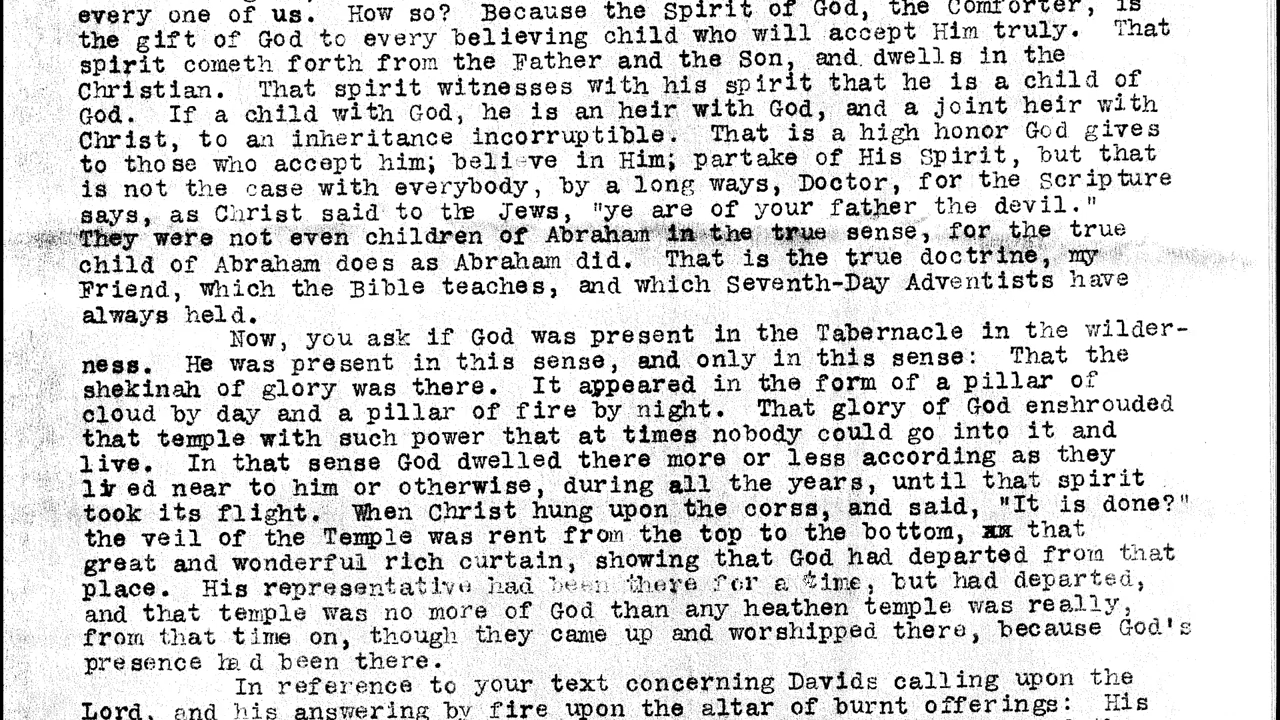 every one of us. How so? Because the Spirit of God, the Comforter, is
the gift of God to every believing child who will accept Him truly. That
spirit cometh forth from the Father and the Son, and dwells in the
Christian. That spirit witnesses with his spirit that he is a child of
God. If a child with God, he is an heir with God, and a joint heir with
Christ, to an inheritance incorruptible. That is a high honor God gives
to those who accept him; believe in Him; partake of His Spirit, but that
is not the case with everybody, by a long ways, Doctor, for the Scripture
says, as Christ said to the Jews, "ye are of your father the devil."
They were not even children of Abraham in the true sense, for the true
child of Abraham does as Abraham did. That is the true doctrine, my
Friend, which the Bible teaches, and which Seventh-Day Adventists have
always held.
Now, you ask if God was present in the Tabernacle in the wilder-
ness. He was present in this sense, and only in this sense: That the
shekinah of glory was there. It appeared in the form of a pillar of
cloud by day and a pillar of fire by night. That glory of God enshrouded
that temple with such power that at times nobody could go into it and
live. In that sense God dwelled there more or less according as they
lived near to him or otherwise, during all the years, until that spirit
took its flight. When Christ hung upon the corss, and said, "It is done?"
the veil of the Temple was rent from the top to the bottom, xx that
great and wonderful rich curtain, showing that God had departed from that
place. His representative had been there for a time, but had departed,
and that temple was no more of God than any heathen temple was really,
from that time on, though they came up and worshipped there, because God's
presence had been there.
In reference to your text concerning Davids calling upon the
Lord, and his answering by fire upon the altar of burnt offerings: His